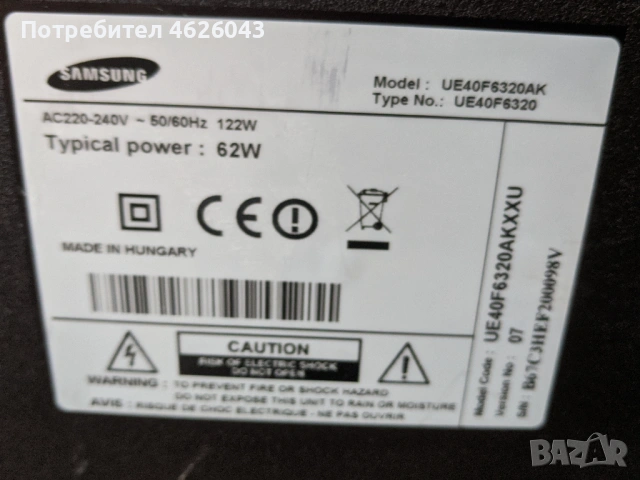 Потребител 4626043
SAMSUNG
Model : UE40F6320AK
Type No.: UE40F6320
AC220-240V ~ 50/60Hz 122W
Typical power : 62W
CE
MADE IN HUNGARY
CAUTION
RISK OF ELECTRIC SHOCK
DO NOT OPEN
WARNING : TO PREVENT FIRE OR SHOCK HAZARD
DO NOT EXPOSE TO RAIN OR MOISTURE
AVIS : RISQUE DE CHOC ELECTRIQUE - NE PAS OUVRIR
Model Code : UE40F6320AKXXU
Version No : 07
S/N : B67C3HEF200098V
BAZAR